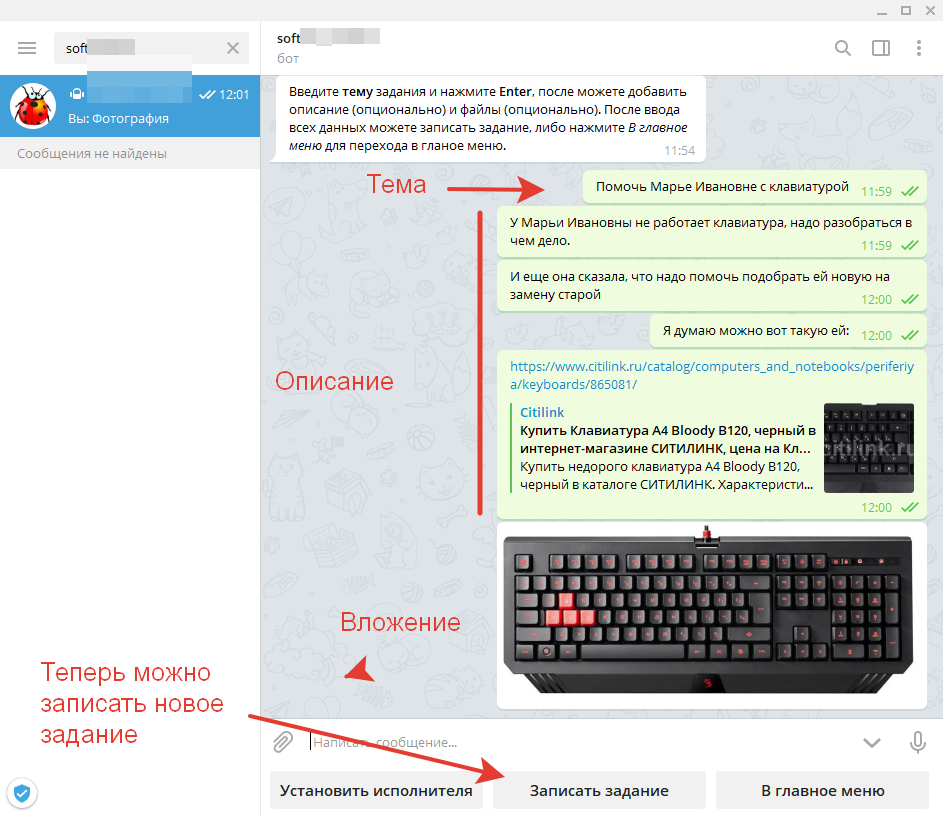 soft
soft
бот
12:01
Вы: Фотография
Сообщения не найдены
Введите тему задания и нажмите Enter, после можете добавить
описание (опционально) и файлы (опционально). После ввода
всех данных можете записать задание, либо нажмите В главное
меню для перехода в гланое меню.
11:54
Тема
Помочь Марье Ивановне с клавиатурой
11:59
У Марьи Ивановны не работает клавиатура, надо разобраться в
чем дело.
11:59
И еще она сказала, что надо помочь подобрать ей новую на
замену старой
12:00
Я думаю можно вот такую ей:
12:00
Описание
https://www.citilink.ru/catalog/computers_and_notebooks/periferiy
a/keyboards/865081/
Citilink
Купить Клавиатура A4 Bloody B120, черный в
интернет-магазине СИТИЛИНК, цена на Кл...
Купить недорого клавиатура A4 Bloody B120,
черный в каталоге СИТИЛИНК. Характеристи...
citilink.ru
12:00
Вложение
Теперь можно
записать новое
задание
Написать сообщение...
Установить исполнителя
Записать задание
В главное меню